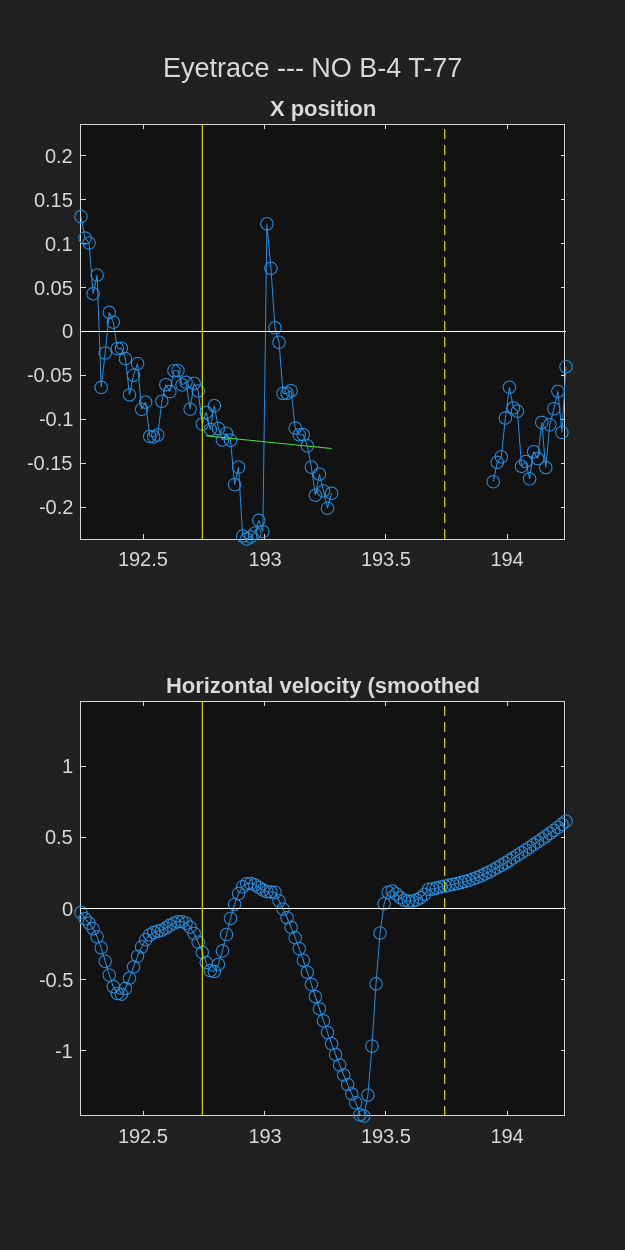 Eyetrace --- NO B-4 T-77
X position
0.2
0.15
0.1
0.05
0
-0.05
-0.1
-0.15
-0.2
192.5 193 193.5 194
Horizontal velocity (smoothed
1
0.5
0
-0.5
-1
192.5 193 193.5 194